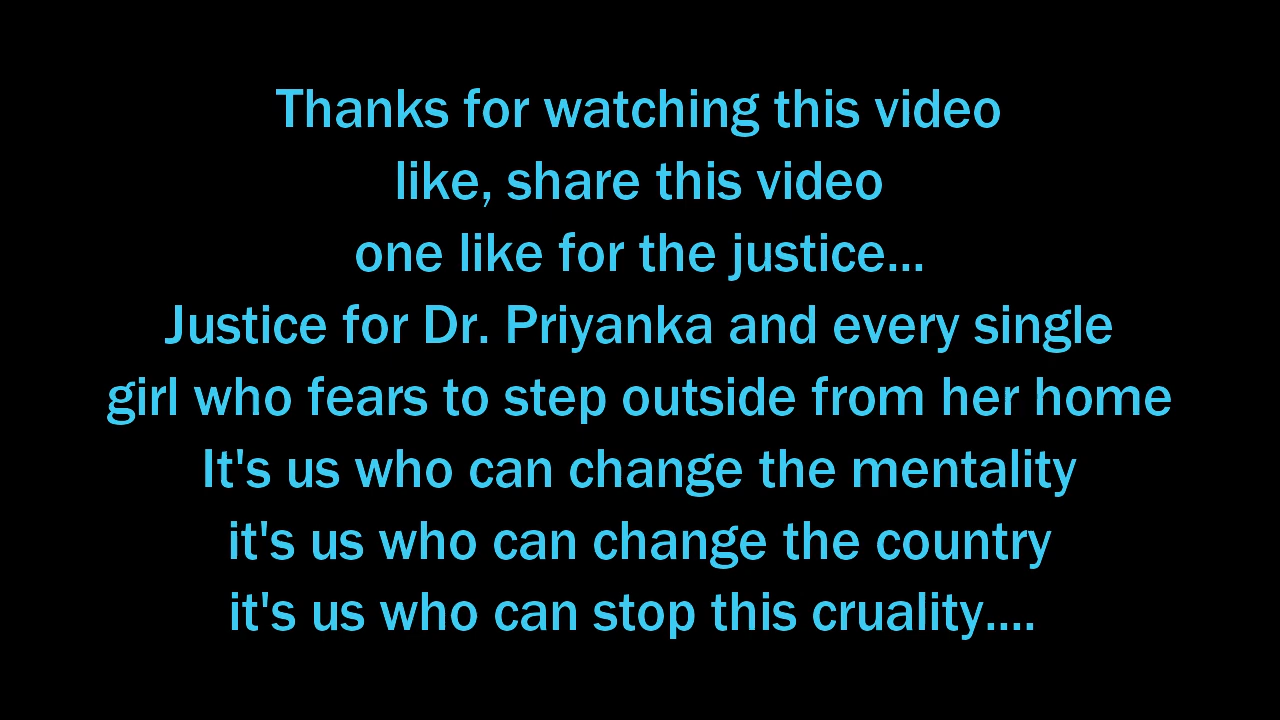 Thanks for watching this video
like, share this video
one like for the justice...
Justice for Dr. Priyanka and every single
girl who fears to step outside from her home
It's us who can change the mentality
it's us who can change the country
it's us who can stop this cruality....